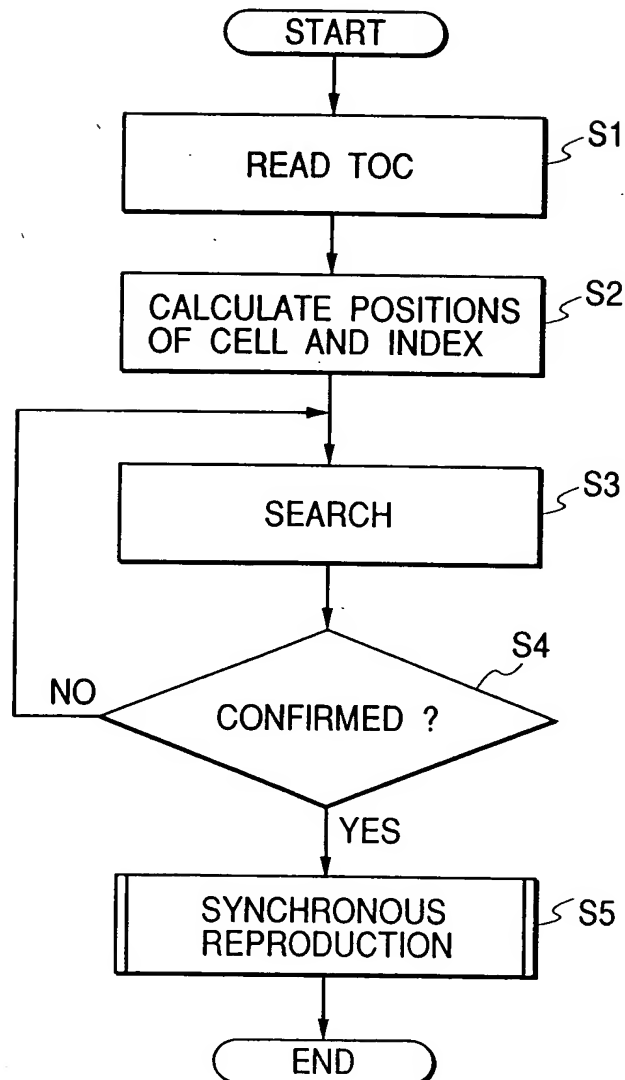 START
READ TOC
S1
CALCULATE POSITIONS
OF CELL AND INDEX
S2
SEARCH
S3
S4
NO
CONFIRMED ?
YES
SYNCHRONOUS
REPRODUCTION
S5
END